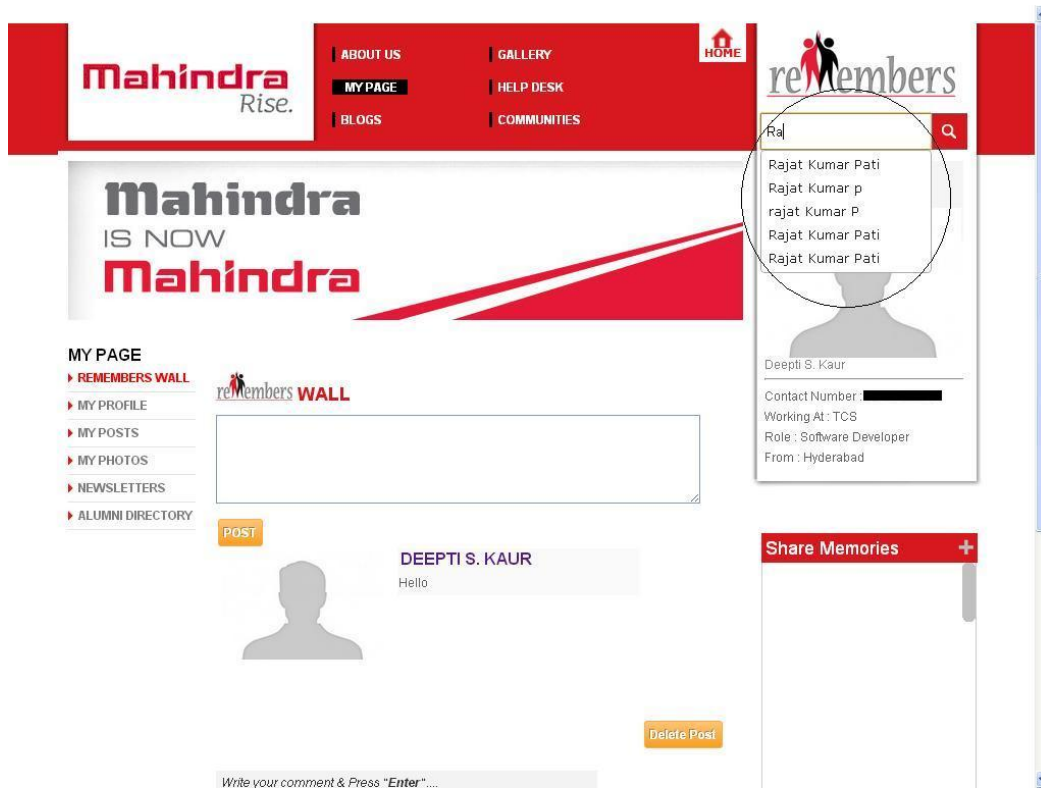 Mahindra
Rise.
ABOUT US
MY PAGE
BLOGS
GALLERY
HELP DESK
COMMUNITIES
HOME
reMembers
Ra
Rajat Kumar Pati
Rajat Kumar p
rajat Kumar P
Rajat Kumar Pati
Rajat Kumar Pati
Mahindra
IS NOW
Mahindra
Deepti S. Kaur
Contact Number :
Working At : TCS
Role : Software Developer
From : Hyderabad
MY PAGE
REMEMBERS WALL
MY PROFILE
MY POSTS
MY PHOTOS
NEWSLETTERS
ALUMNI DIRECTORY
reMembers WALL
POST
DEEPTI S. KAUR
Hello
Delete Post
Write your comment & Press "Enter"....
Share Memories +